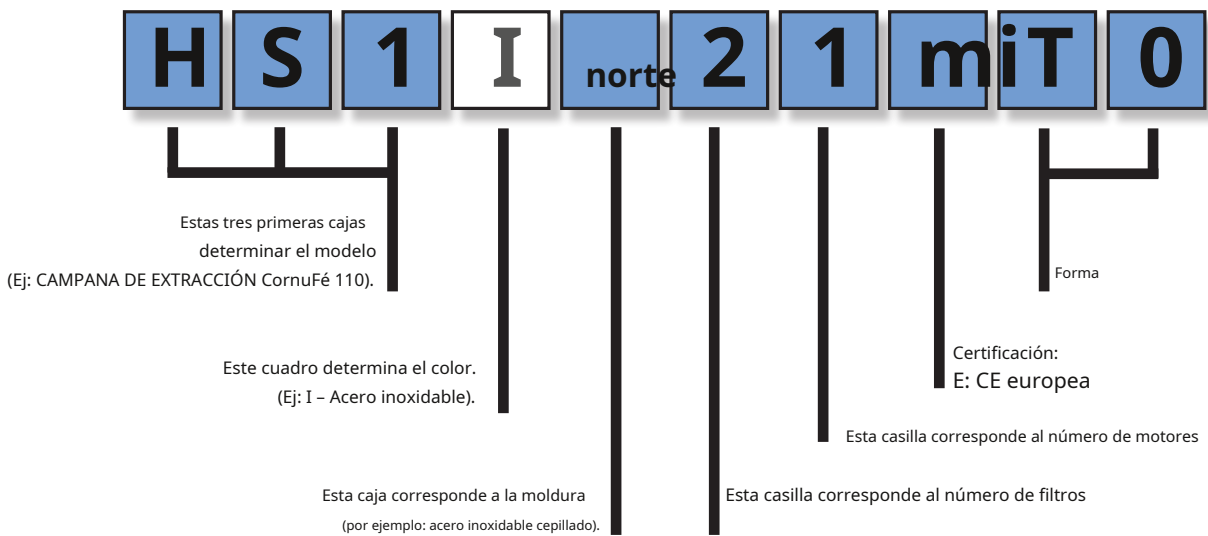 H S 1 I norte 2 1 mi T 0
Estas tres primeras cajas
determinar el modelo
(Ej: CAMPANA DE EXTRACCIÓN CornuFé 110).
Forma
Certificación:
E: CE europea
Este cuadro determina el color.
(Ej: I – Acero inoxidable).
Esta casilla corresponde al número de motores
Esta caja corresponde a la moldura
(por ejemplo: acero inoxidable cepillado).
Esta casilla corresponde al número de filtros